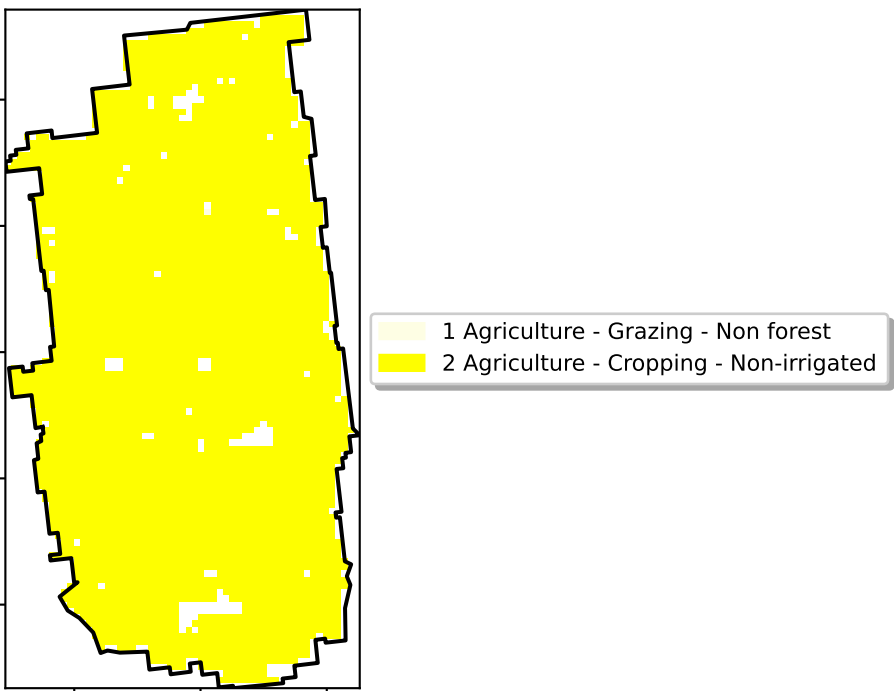 1 Agriculture - Grazing - Non forest
2 Agriculture - Cropping - Non-irrigated